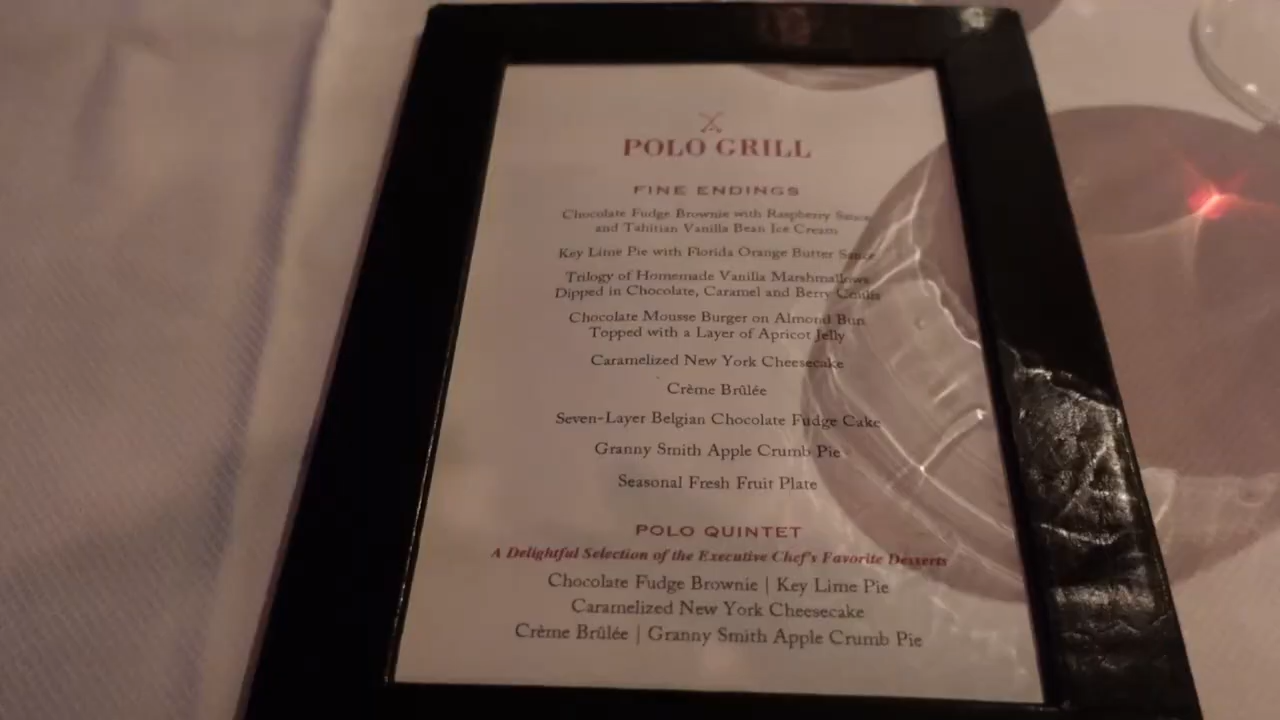 POLO GRILL
FINE ENDINGS
Chocolate Fudge Brownie with Raspberry Sauce
and Tahitian Vanilla Bean Ice Cream
Key Lime Pie with Florida Orange Butter Sauce
Trilogy of Homemade Vanilla Marshmallows
Dipped in Chocolate, Caramel and Berry Coulis
Chocolate Mousse Burger on Almond Bun
Topped with a Layer of Apricot Jelly
Caramelized New York Cheesecake
Crème Brûlée
Seven-Layer Belgian Chocolate Fudge Cake
Granny Smith Apple Crumb Pie
Seasonal Fresh Fruit Plate
POLO QUINTET
A Delightful Selection of the Executive Chef's Favorite Desserts
Chocolate Fudge Brownie | Key Lime Pie
Caramelized New York Cheesecake
Crème Brûlée | Granny Smith Apple Crumb Pie